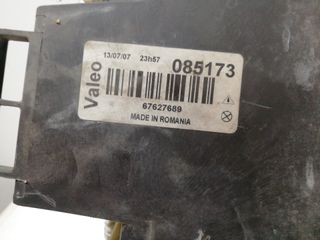 Valeo
13/07/07 23h57 085173
67627689
MADE IN ROMANIA